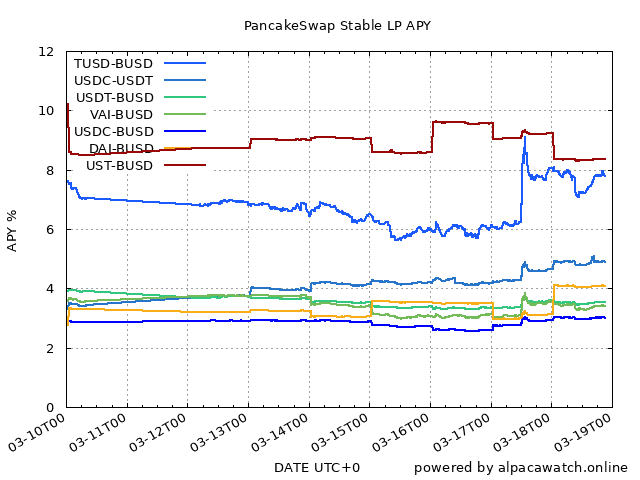 PancakeSwap Stable LP APY
12
10
8
6
4
2
0
APY %
TUSD-BUSD
USDC-USDT
USDT-BUSD
VAI-BUSD
USDC-BUSD
DAI-BUSD
UST-BUSD
03-10T00
03-11T00
03-12T00
03-13T00
03-14T00
03-15T00
03-16T00
03-17T00
03-18T00
03-19T00
DATE UTC+0
powered by alpacawatch.online